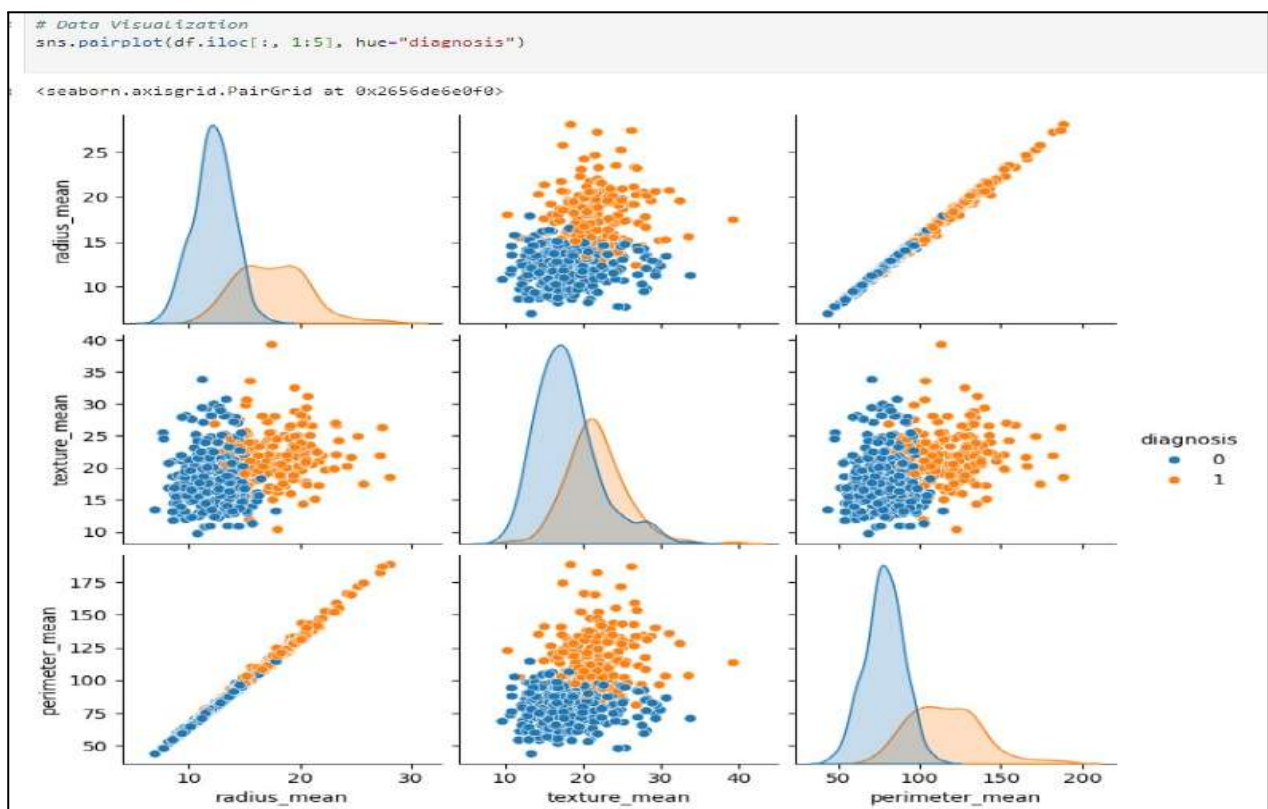 # Data Visualization
sns.pairplot(df.iloc[:, 1:5], hue="diagnosis")
<seaborn.axisgrid.PairGrid at 0x2656de6e0f0>
25
20
15
10
radius_mean
40
35
30
25
20
15
10
texture_mean
diagnosis
0
1
175
150
125
100
75
50
perimeter_mean
10 20 30
10 20 30 40
50 100 150 200
radius_mean texture_mean perimeter_mean